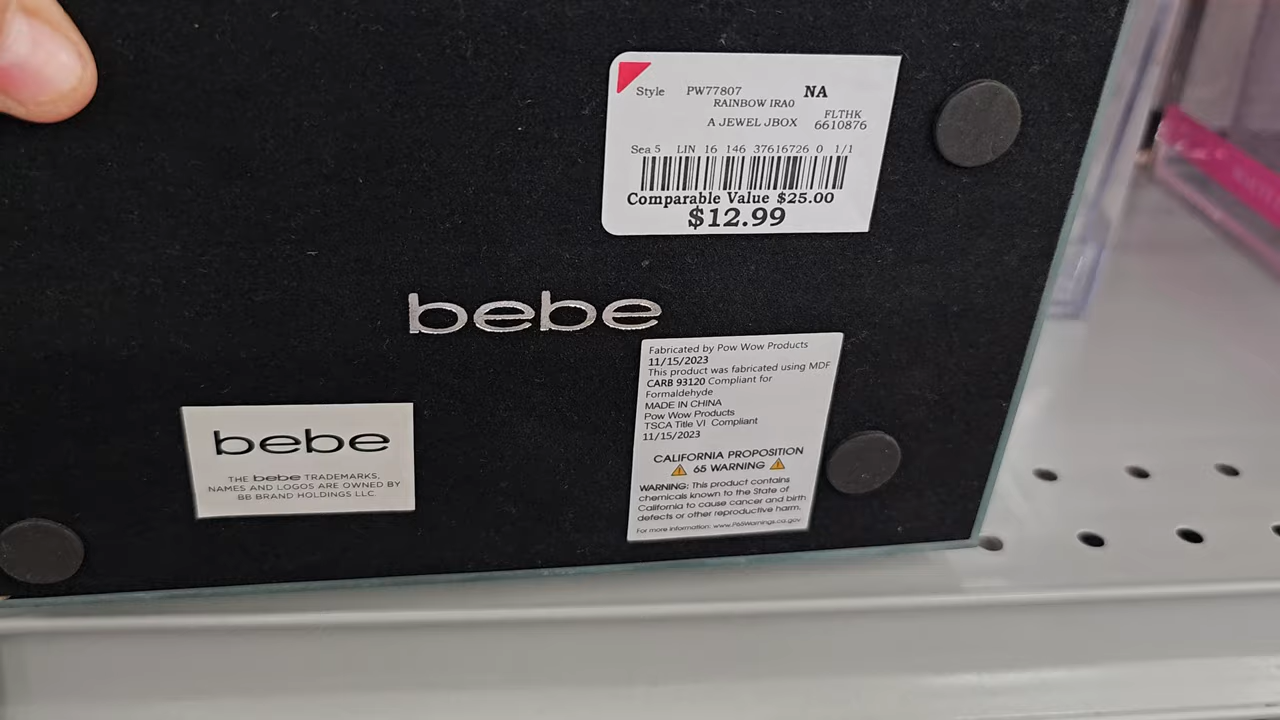 Style PW77807 NA
RAINBOW IRA0
FLTHK
A JEWEL JBOX 6610876
Sea 5 LIN 16 146 37616726 0 1/1
Comparable Value $25.00
$12.99
bebe
Fabricated by Pow Wow Products
11/15/2023
This product was fabricated using MDF
CARB 93120 Compliant for
Formaldehyde
MADE IN CHINA
Pow Wow Products
TSCA Title VI Compliant
11/15/2023
CALIFORNIA PROPOSITION
65 WARNING
WARNING: This product contains
chemicals known to the State of
California to cause cancer and birth
defects or other reproductive harm.
For more information: www.P65Warnings.ca.gov
bebe
THE bebe TRADEMARKS,
NAMES AND LOGOS ARE OWNED BY
BB BRAND HOLDINGS LLC.